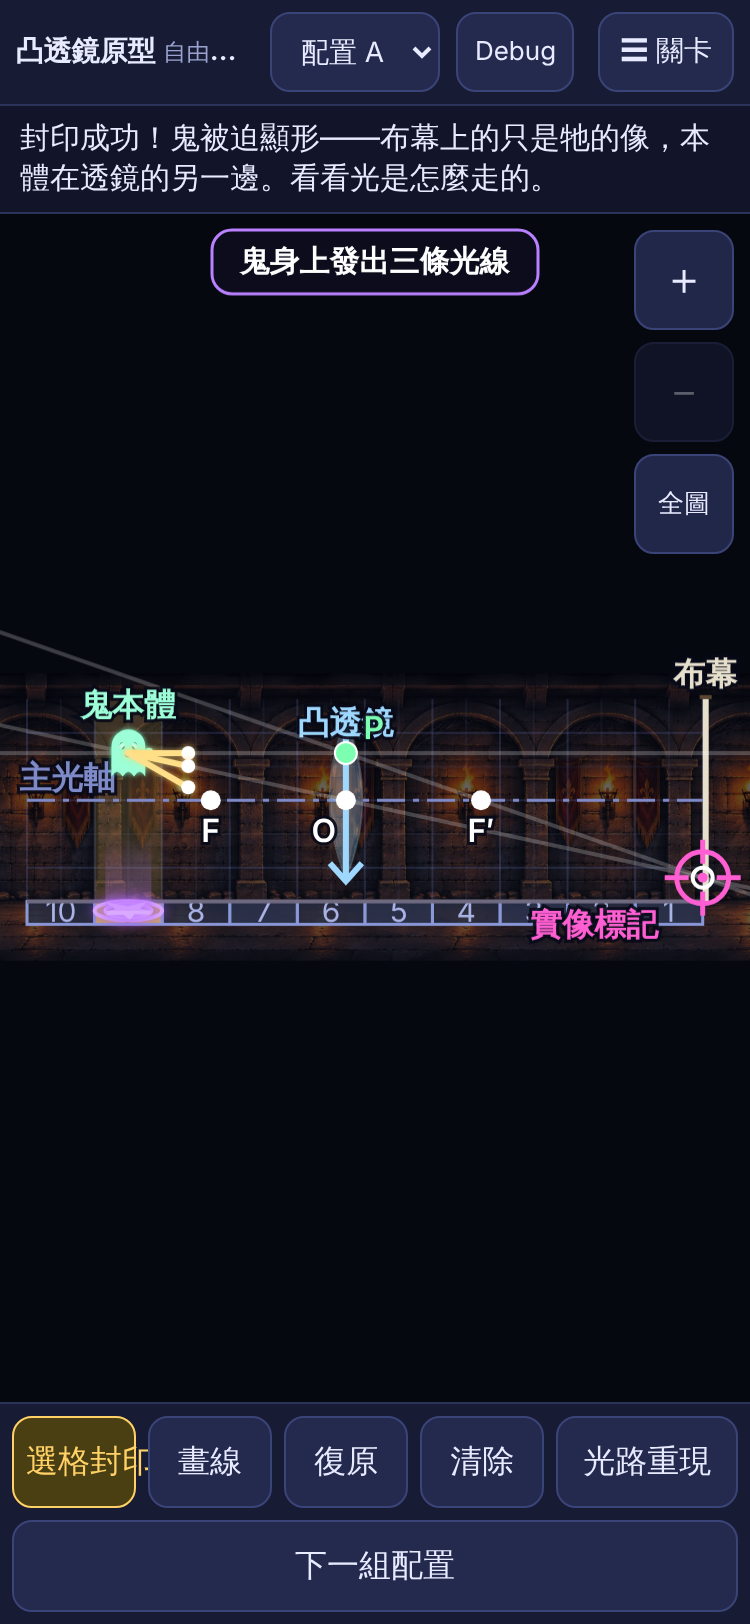 凸透鏡原型 自由... 配置 A Debug ☰ 關卡
封印成功！鬼被迫顯形——布幕上的只是牠的像，本
體在透鏡的另一邊。看看光是怎麼走的。
鬼身上發出三條光線
+
−
全圖
布幕
鬼本體
凸透鏡
P
主光軸
F O F′
10 8 7 6 5 4 1
實像標記
選格封印 畫線 復原 清除 光路重現
下一組配置